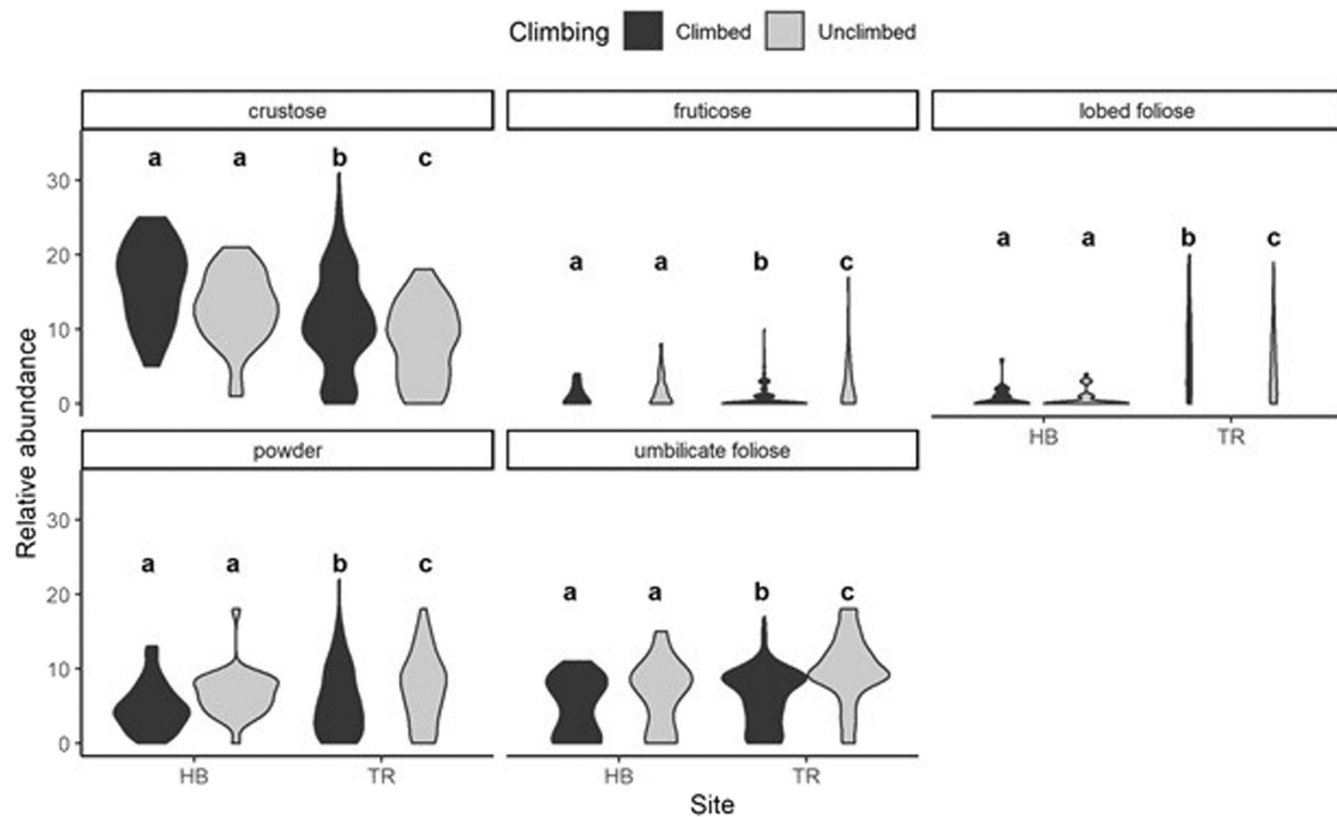 Climbing Climbed Unclimbed
crustose fruticose lobed foliose
a a b c
30
20
10
0
a a b c
a a b c
HB TR
powder umbilicate foliose
a a b c
30
20
10
0
a a b c
HB TR HB TR
Relative abundance
Site